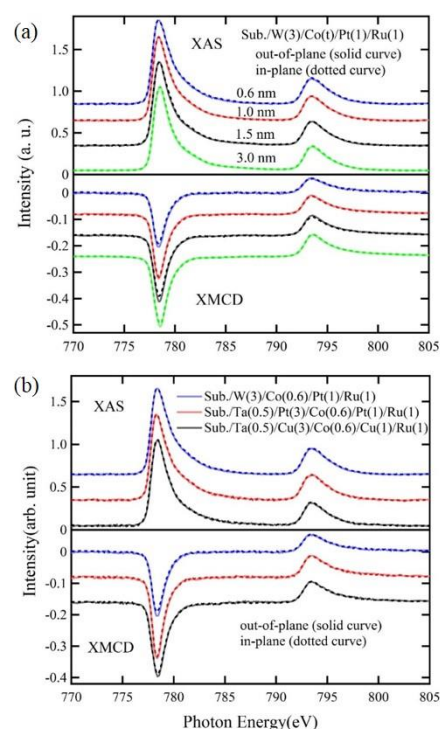 (a)
XAS
Sub./W(3)/Co(t)/Pt(1)/Ru(1)
out-of-plane (solid curve)
in-plane (dotted curve)
1.5
1.0
0.5
0
0.6 nm
1.0 nm
1.5 nm
3.0 nm
Intensity (a. u.)
0
-0.1
-0.2
-0.3
-0.4
-0.5
XMCD
770 775 780 785 790 795 800 805
(b)
XAS
Sub./W(3)/Co(0.6)/Pt(1)/Ru(1)
Sub./Ta(0.5)/Pt(3)/Co(0.6)/Pt(1)/Ru(1)
Sub./Ta(0.5)/Cu(3)/Co(0.6)/Cu(1)/Ru(1)
1.5
1.0
0.5
0
Intensity(arb. unit)
0
-0.1
-0.2
-0.3
-0.4
out-of-plane (solid curve)
in-plane (dotted curve)
XMCD
770 775 780 785 790 795 800 805
Photon Energy(eV)